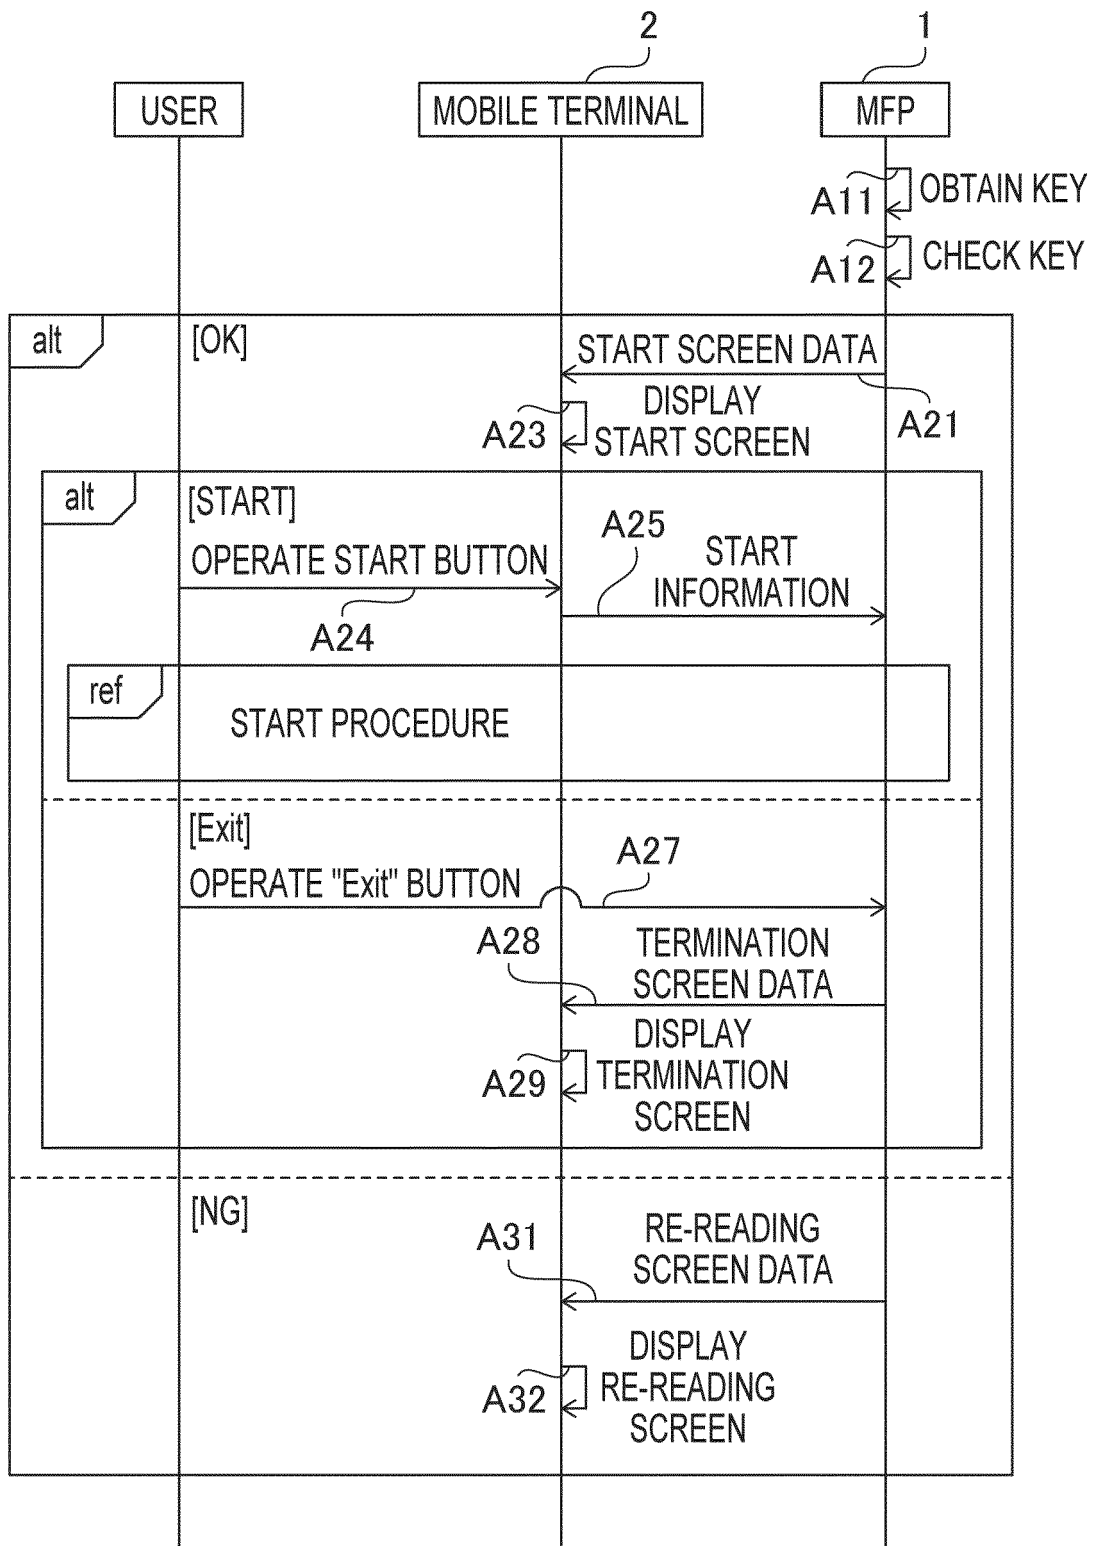 2
1
USER
MOBILE TERMINAL
MFP
A11
OBTAIN KEY
A12
CHECK KEY
alt
[OK]
START SCREEN DATA
A21
A23
DISPLAY
START SCREEN
alt
[START]
OPERATE START BUTTON
A24
A25
START
INFORMATION
ref
START PROCEDURE
[Exit]
OPERATE "Exit" BUTTON
A27
A28
TERMINATION
SCREEN DATA
A29
DISPLAY
TERMINATION
SCREEN
[NG]
A31
RE-READING
SCREEN DATA
A32
DISPLAY
RE-READING
SCREEN